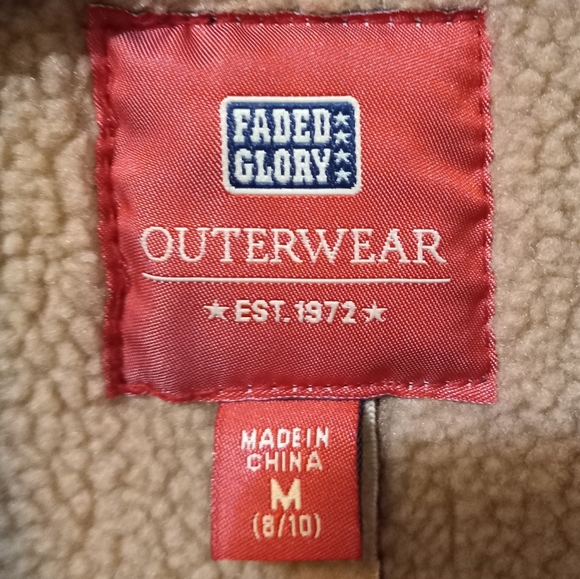 FADED
GLORY
OUTERWEAR
★ EST. 1972 ★
MADE IN
CHINA
M
(8/10)